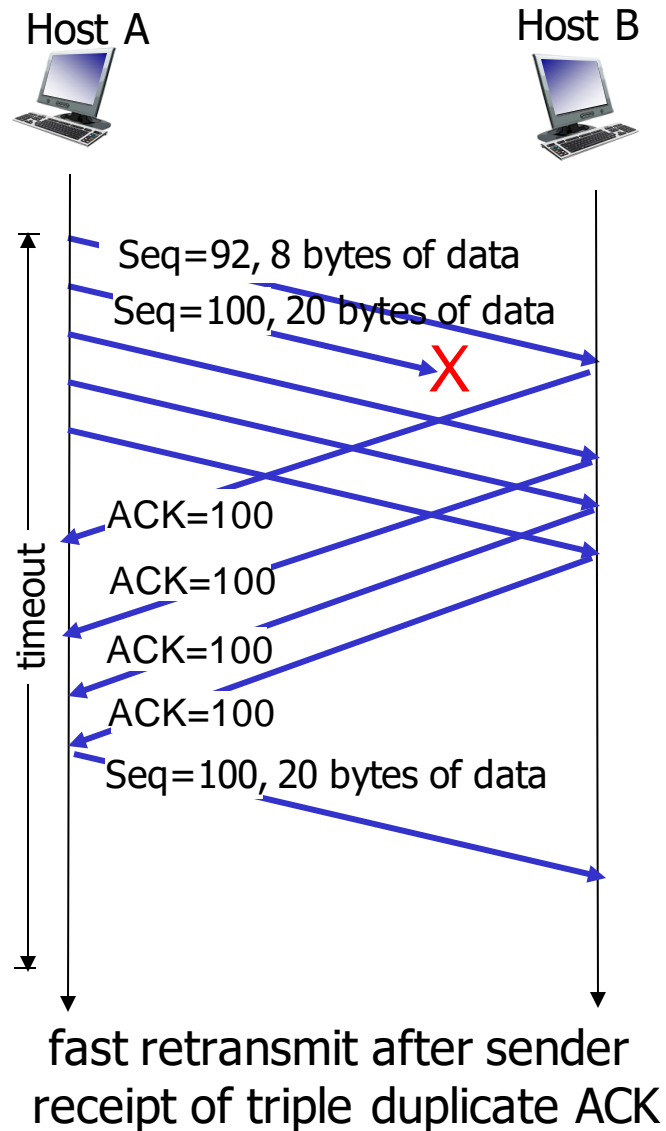 Host A
Host B
Seq=92, 8 bytes of data
Seq=100, 20 bytes of data
X
ACK=100
timeout
ACK=100
ACK=100
ACK=100
Seq=100, 20 bytes of data
fast retransmit after sender
receipt of triple duplicate ACK